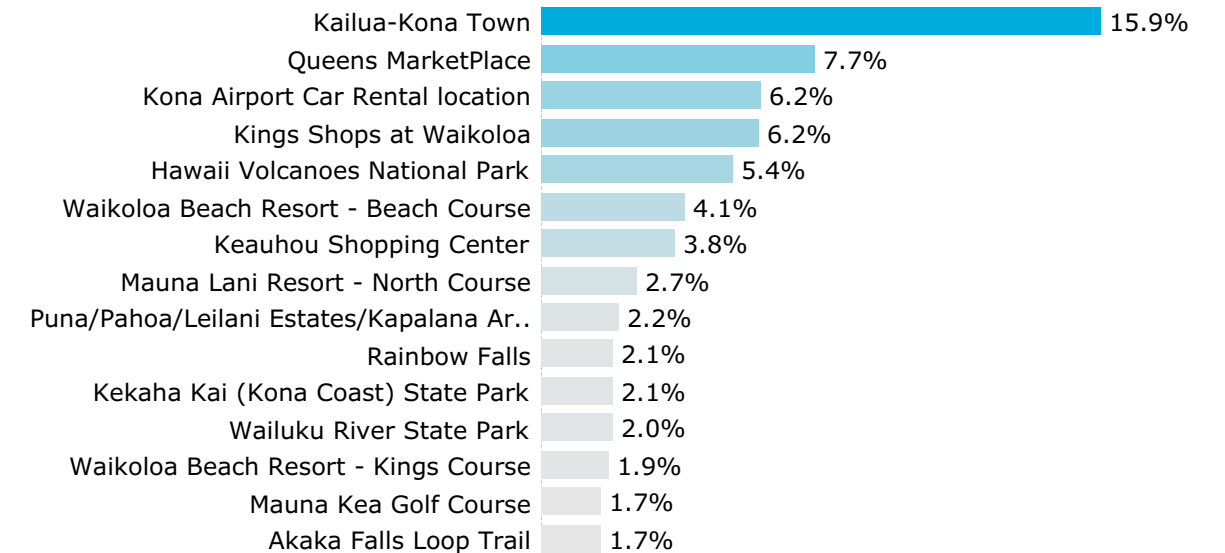 Kailua-Kona Town 15.9%
Queens MarketPlace 7.7%
Kona Airport Car Rental location 6.2%
Kings Shops at Waikoloa 6.2%
Hawaii Volcanoes National Park 5.4%
Waikoloa Beach Resort - Beach Course 4.1%
Keauhou Shopping Center 3.8%
Mauna Lani Resort - North Course 2.7%
Puna/Pahoa/Leilani Estates/Kapalana Ar.. 2.2%
Rainbow Falls 2.1%
Kekaha Kai (Kona Coast) State Park 2.1%
Wailuku River State Park 2.0%
Waikoloa Beach Resort - Kings Course 1.9%
Mauna Kea Golf Course 1.7%
Akaka Falls Loop Trail 1.7%